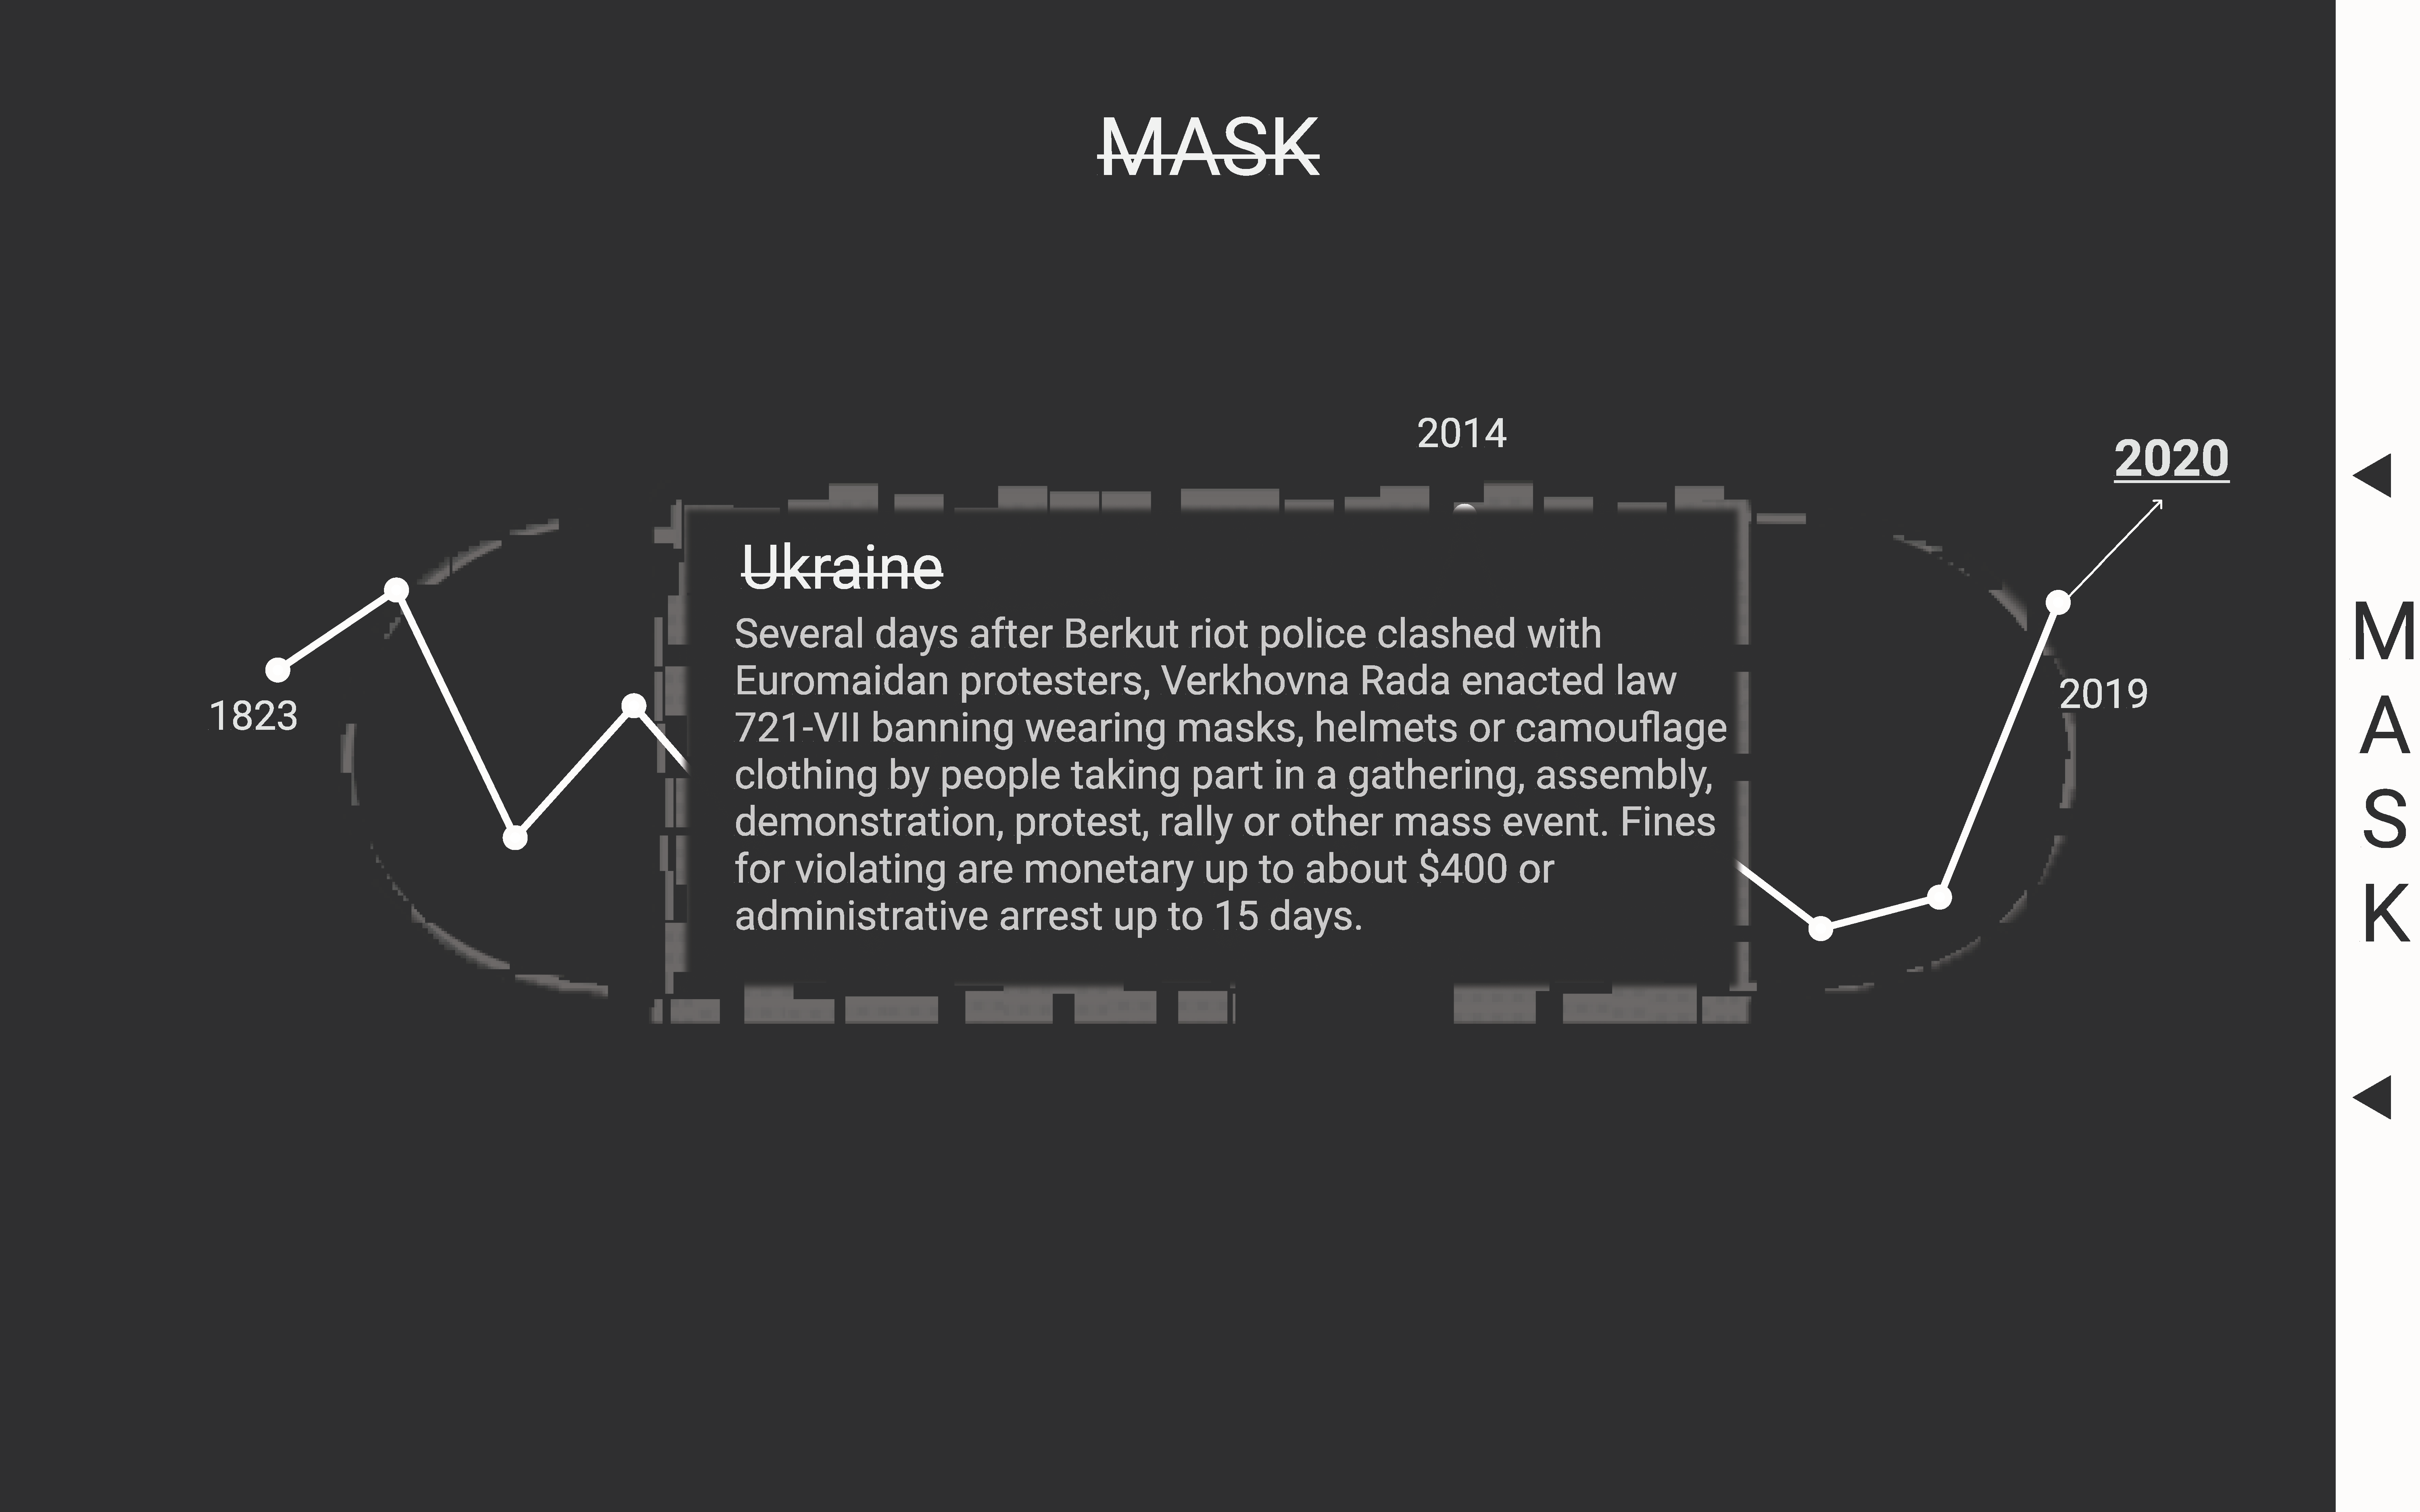 MASK
2014
2020
Ukraine
Several days after Berkut riot police clashed with
Euromaidan protesters, Verkhovna Rada enacted law
721-VII banning wearing masks, helmets or camouflage
clothing by people taking part in a gathering, assembly,
demonstration, protest, rally or other mass event. Fines
for violating are monetary up to about $400 or
administrative arrest up to 15 days.
1823
2019
MASK